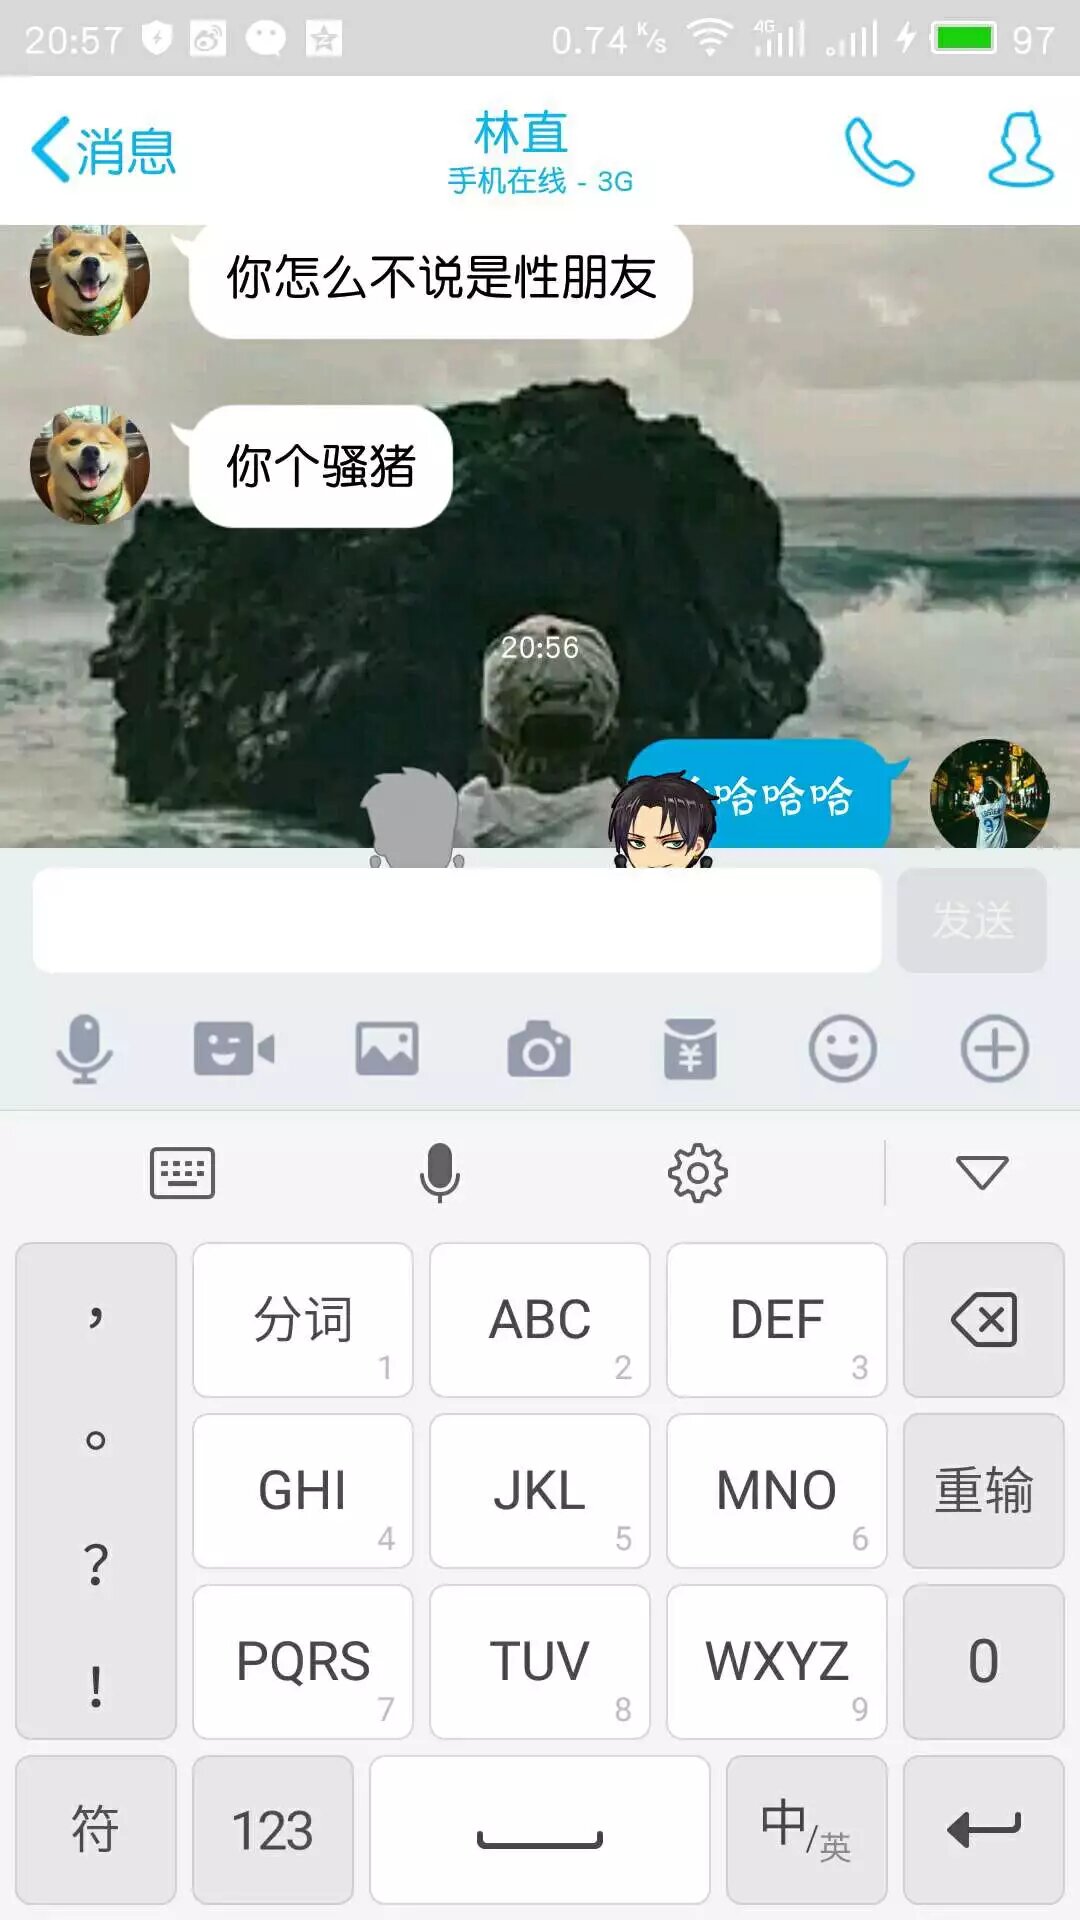 20:57
0.74 K/s
4G
97
消息
林直
手机在线 - 3G
你怎么不说是性朋友
你个骚猪
20:56
哈哈哈
发送
，
。
？
！
分词 1
ABC 2
DEF 3
GHI 4
JKL 5
MNO 6
重输
PQRS 7
TUV 8
WXYZ 9
0
符
123
中/英